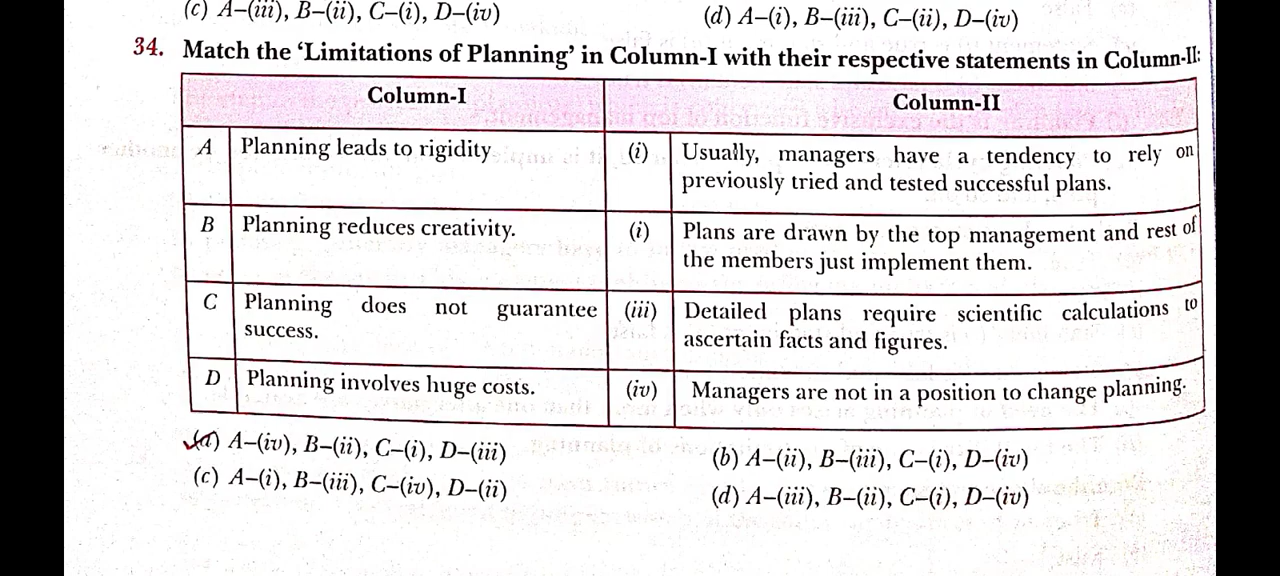 (c) A–(iii), B–(ii), C–(i), D–(iv)
(d) A–(i), B–(iii), C–(ii), D–(iv)
34. Match the ‘Limitations of Planning’ in Column-I with their respective statements in Column-II:
Column-I
Column-II
A Planning leads to rigidity
(i) Usually, managers have a tendency to rely on
previously tried and tested successful plans.
B Planning reduces creativity.
(i) Plans are drawn by the top management and rest of
the members just implement them.
C Planning does not guarantee
success.
(iii) Detailed plans require scientific calculations to
ascertain facts and figures.
D Planning involves huge costs.
(iv) Managers are not in a position to change planning.
(a) A–(iv), B–(ii), C–(i), D–(iii)
(b) A–(ii), B–(iii), C–(i), D–(iv)
(c) A–(i), B–(iii), C–(iv), D–(ii)
(d) A–(iii), B–(ii), C–(i), D–(iv)